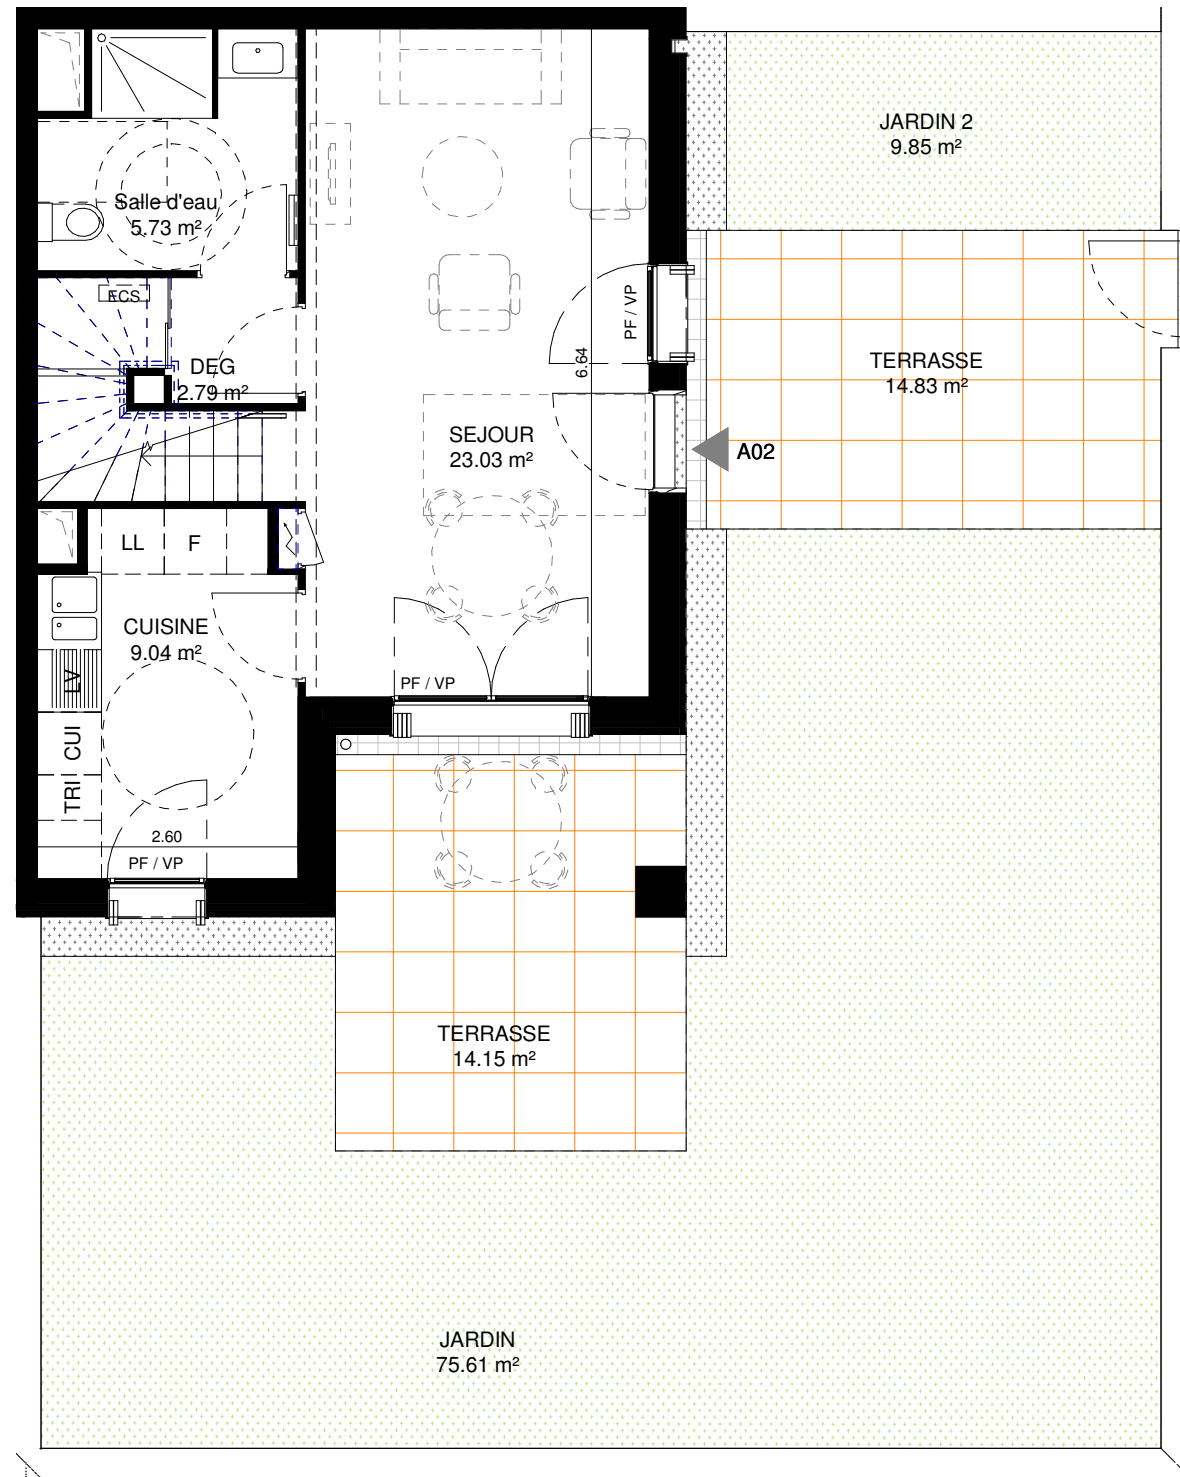 JARDIN 2
9.85 m²
Salle d'eau
5.73 m²
ECS
DEG
2.79 m²
PF / VP
6.64
TERRASSE
14.83 m²
SEJOUR
23.03 m²
A02
LL
F
CUISINE
9.04 m²
LV
CUI
TRI
PF / VP
2.60
PF / VP
TERRASSE
14.15 m²
JARDIN
75.61 m²